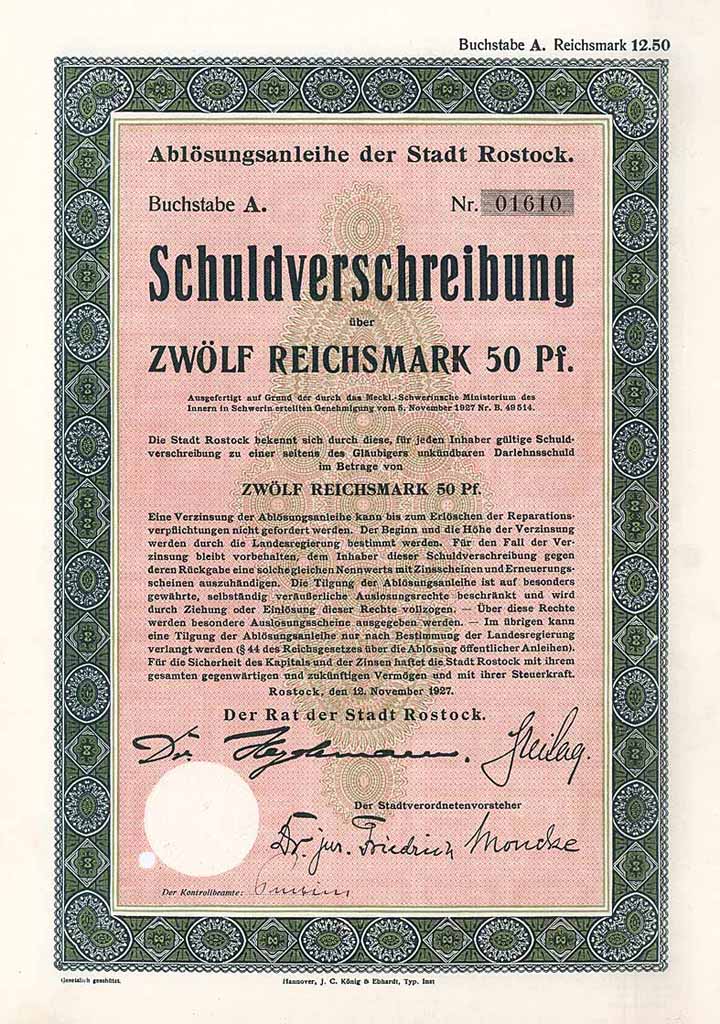 Buchstabe A. Reichsmark 12.50
Ablösungsanleihe der Stadt Rostock.
Buchstabe A. Nr. 01610
Schuldverschreibung
über
ZWÖLF REICHSMARK 50 Pf.
Ausgefertigt auf Grund der durch das Meckl.-Schwerinsche Ministerium des
Innern in Schwerin erteilten Genehmigung vom 5. November 1927 Nr. B. 49514.
Die Stadt Rostock bekennt sich durch diese, für jeden Inhaber gültige Schuld-
verschreibung zu einer seitens des Gläubigers unkündbaren Darlehnsschuld
im Betrage von
ZWÖLF REICHSMARK 50 Pf.
Eine Verzinsung der Ablösungsanleihe kann bis zum Erlöschen der Reparations-
verpflichtungen nicht gefordert werden. Der Beginn und die Höhe der Verzinsung
werden durch die Landesregierung bestimmt werden. Für den Fall der Ver-
zinsung bleibt vorbehalten, dem Inhaber dieser Schuldverschreibung gegen
deren Rückgabe eine solche gleichen Nennwerts mit Zinsscheinen und Erneuerungs-
scheinen auszuhändigen. Die Tilgung der Ablösungsanleihe ist auf besonders
gewährte, selbständig veräußerliche Auslosungsrechte beschränkt und wird
durch Ziehung oder Einlösung dieser Rechte vollzogen. — Über diese Rechte
werden besondere Auslosungsscheine ausgegeben werden. — Im übrigen kann
eine Tilgung der Ablösungsanleihe nur nach Bestimmung der Landesregierung
verlangt werden (§ 44 des Reichsgesetzes über die Ablösung öffentlicher Anleihen).
Für die Sicherheit des Kapitals und der Zinsen haftet die Stadt Rostock mit ihrem
gesamten gegenwärtigen und zukünftigen Vermögen und mit ihrer Steuerkraft.
Rostock, den 12. November 1927.
Der Rat der Stadt Rostock.
Dr. Heydemann.
Der Stadtverordnetenvorsteher
Dr. jur. Friedrich Moncke
Der Kontrollbeamte:
Gesetzlich geschützt.
Hannover, J. C. König & Ebhardt, Typ. Inst